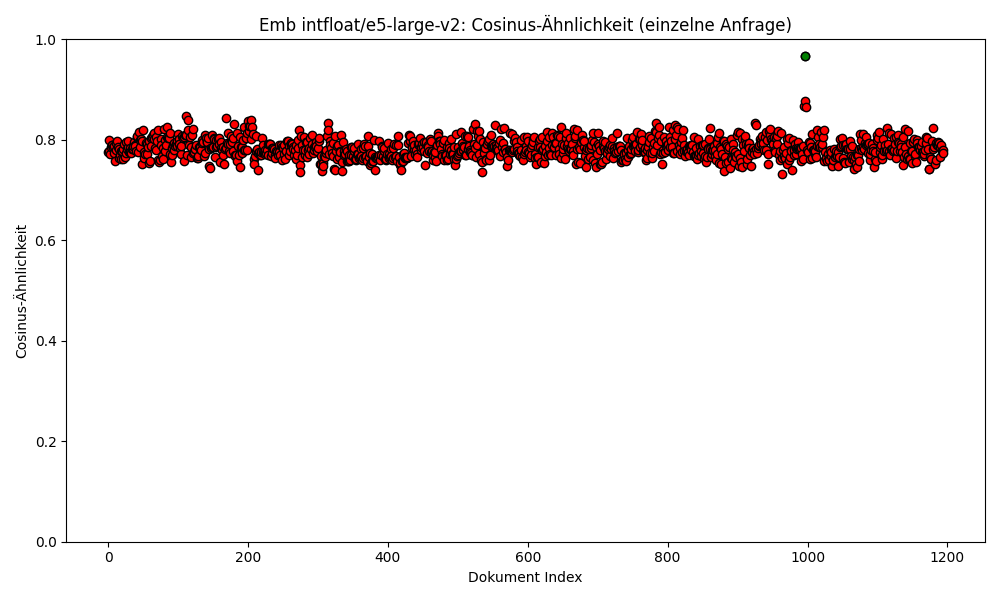 Emb intfloat/e5-large-v2: Cosinus-Ähnlichkeit (einzelne Anfrage)
1.0
0.8
0.6
0.4
0.2
0.0
Cosinus-Ähnlichkeit
0 200 400 600 800 1000 1200
Dokument Index